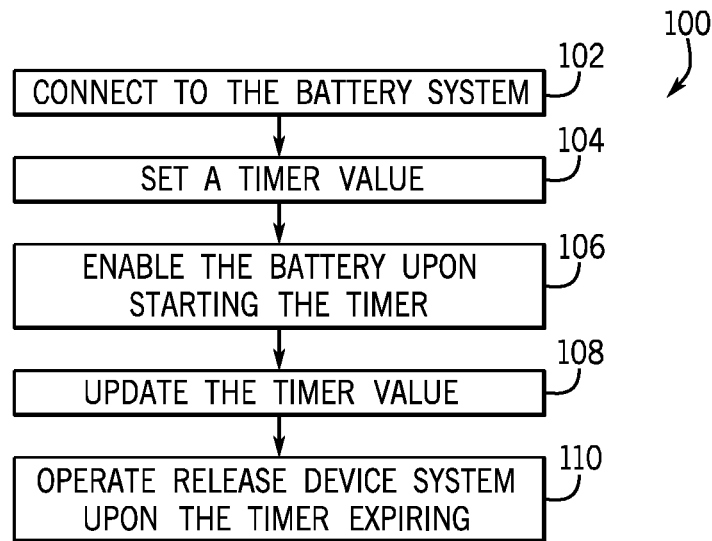 100
102
CONNECT TO THE BATTERY SYSTEM
104
SET A TIMER VALUE
106
ENABLE THE BATTERY UPON
STARTING THE TIMER
108
UPDATE THE TIMER VALUE
110
OPERATE RELEASE DEVICE SYSTEM
UPON THE TIMER EXPIRING